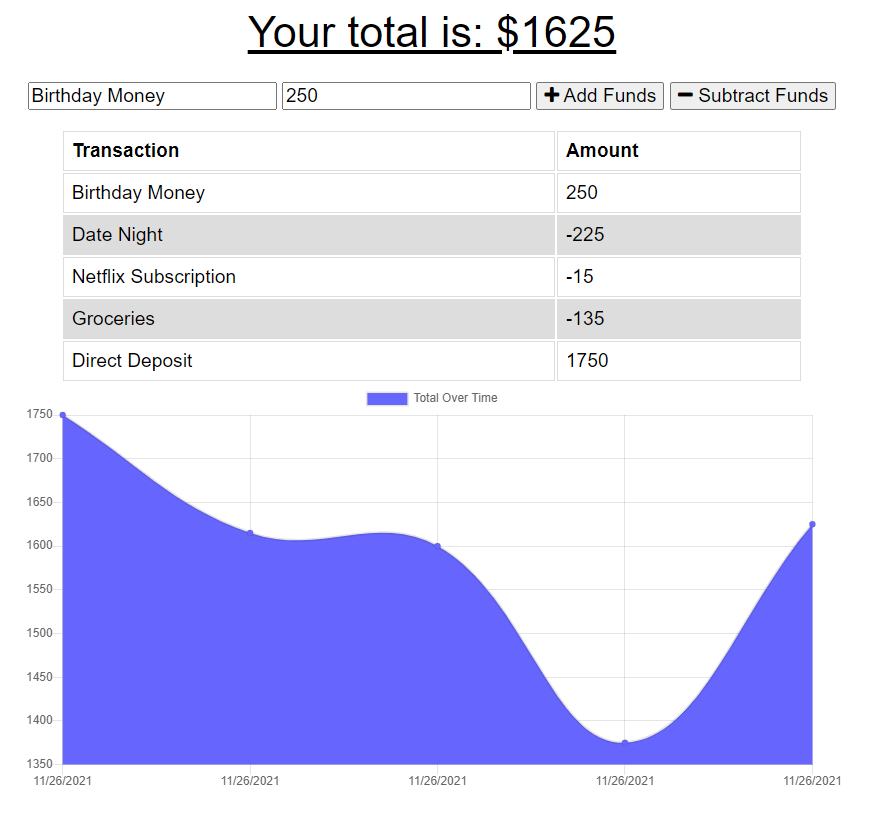 Your total is: $1625
Birthday Money 250 Add Funds Subtract Funds
Transaction Amount
Birthday Money 250
Date Night -225
Netflix Subscription -15
Groceries -135
Direct Deposit 1750
Total Over Time
1750
1700
1650
1600
1550
1500
1450
1400
1350
11/26/2021 11/26/2021 11/26/2021 11/26/2021 11/26/2021